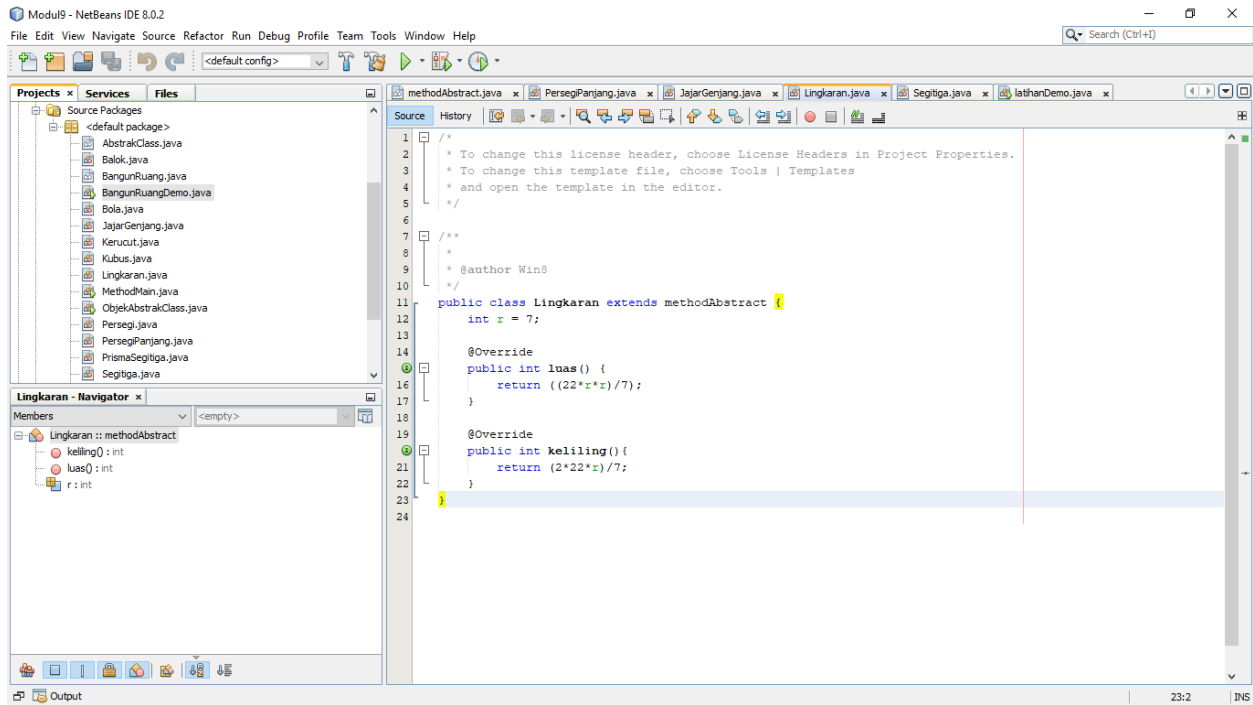 Modul9 - NetBeans IDE 8.0.2
File Edit View Navigate Source Refactor Run Debug Profile Team Tools Window Help
Search (Ctrl+I)
<default config>
Projects x Services Files
Source Packages
<default package>
AbstrakClass.java
Balok.java
BangunRuang.java
BangunRuangDemo.java
Bola.java
JajarGenjang.java
Kerucut.java
Kubus.java
Lingkaran.java
MethodMain.java
ObjekAbstrakClass.java
Persegi.java
PersegiPanjang.java
PrismaSegitiga.java
Segitiga.java
Lingkaran - Navigator x
Members <empty>
Lingkaran :: methodAbstract
keliling() : int
luas() : int
r : int
methodAbstract.java x PersegiPanjang.java x JajarGenjang.java x Lingkaran.java x Segitiga.java x latihanDemo.java x
Source History
1 /*
2 * To change this license header, choose License Headers in Project Properties.
3 * To change this template file, choose Tools | Templates
4 * and open the template in the editor.
5 */
6
7 /**
8 *
9 * @author Win8
10 */
11 public class Lingkaran extends methodAbstract {
12 int r = 7;
13
14 @Override
public int luas() {
16 return ((22*r*r)/7);
17 }
18
19 @Override
public int keliling(){
21 return (2*22*r)/7;
22 }
23 }
24
Output
23:2 INS